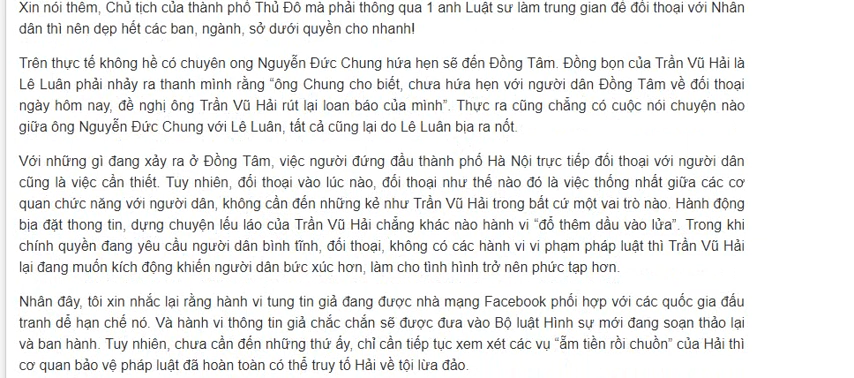 Xin nói thêm, Chủ tịch của thành phố Thủ Đô mà phải thông qua 1 anh Luật sư làm trung gian để đối thoại với Nhân
dân thì nên dẹp hết các ban, ngành, sở dưới quyền cho nhanh!
Trên thực tế không hề có chuyên ong Nguyễn Đức Chung hứa hẹn sẽ đến Đồng Tâm. Đồng bọn của Trần Vũ Hải là
Lê Luân phải nhảy ra thanh mình rằng “ông Chung cho biết, chưa hứa hẹn với người dân Đồng Tâm về đối thoại
ngày hôm nay, đề nghị ông Trần Vũ Hải rút lại loan báo của mình”. Thực ra cũng chẳng có cuộc nói chuyện nào
giữa ông Nguyễn Đức Chung với Lê Luân, tất cả cũng lại do Lê Luân bịa ra nốt.
Với những gì đang xảy ra ở Đồng Tâm, việc người đứng đầu thành phố Hà Nội trực tiếp đối thoại với người dân
cũng là việc cần thiết. Tuy nhiên, đối thoại vào lúc nào, đối thoại như thế nào đó là việc thống nhất giữa các cơ
quan chức năng với người dân, không cần đến những kẻ như Trần Vũ Hải trong bất cứ một vai trò nào. Hành động
bịa đặt thong tin, dựng chuyện lếu láo của Trần Vũ Hải chẳng khác nào hành vi “đổ thêm dầu vào lửa”. Trong khi
chính quyền đang yêu cầu người dân bình tĩnh, đối thoại, không có các hành vi vi phạm pháp luật thì Trần Vũ Hải
lại đang muốn kích động khiến người dân bức xúc hơn, làm cho tình hình trở nên phức tạp hơn.
Nhân đây, tôi xin nhắc lại rằng hành vi tung tin giả đang được nhà mạng Facebook phối hợp với các quốc gia đấu
tranh dể hạn chế nó. Và hành vi thông tin giả chắc chắn sẽ được đưa vào Bộ luật Hình sự mới đang soạn thảo lại
và ban hành. Tuy nhiên, chưa cần đến những thứ ấy, chỉ cần tiếp tục xem xét các vụ “ẵm tiền rồi chuồn” của Hải thì
cơ quan bảo vệ pháp luật đã hoàn toàn có thể truy tố Hải về tội lừa đảo.